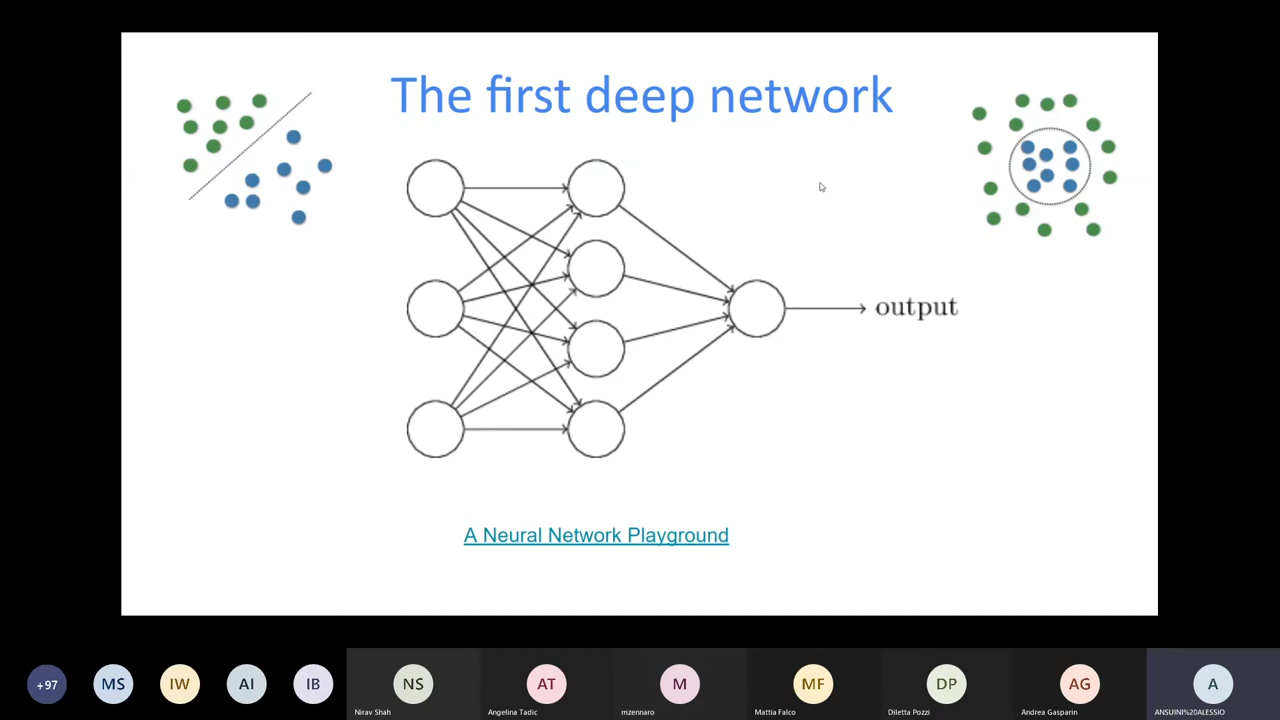 The first deep network
output
A Neural Network Playground
+97
MS
IW
AI
IB
NS
AT
M
MF
DP
AG
A
Nirav Shah
Angelina Tadic
mzennaro
Mattia Falco
Diletta Pozzi
Andrea Gasparin
ANSUINI%20ALESSIO